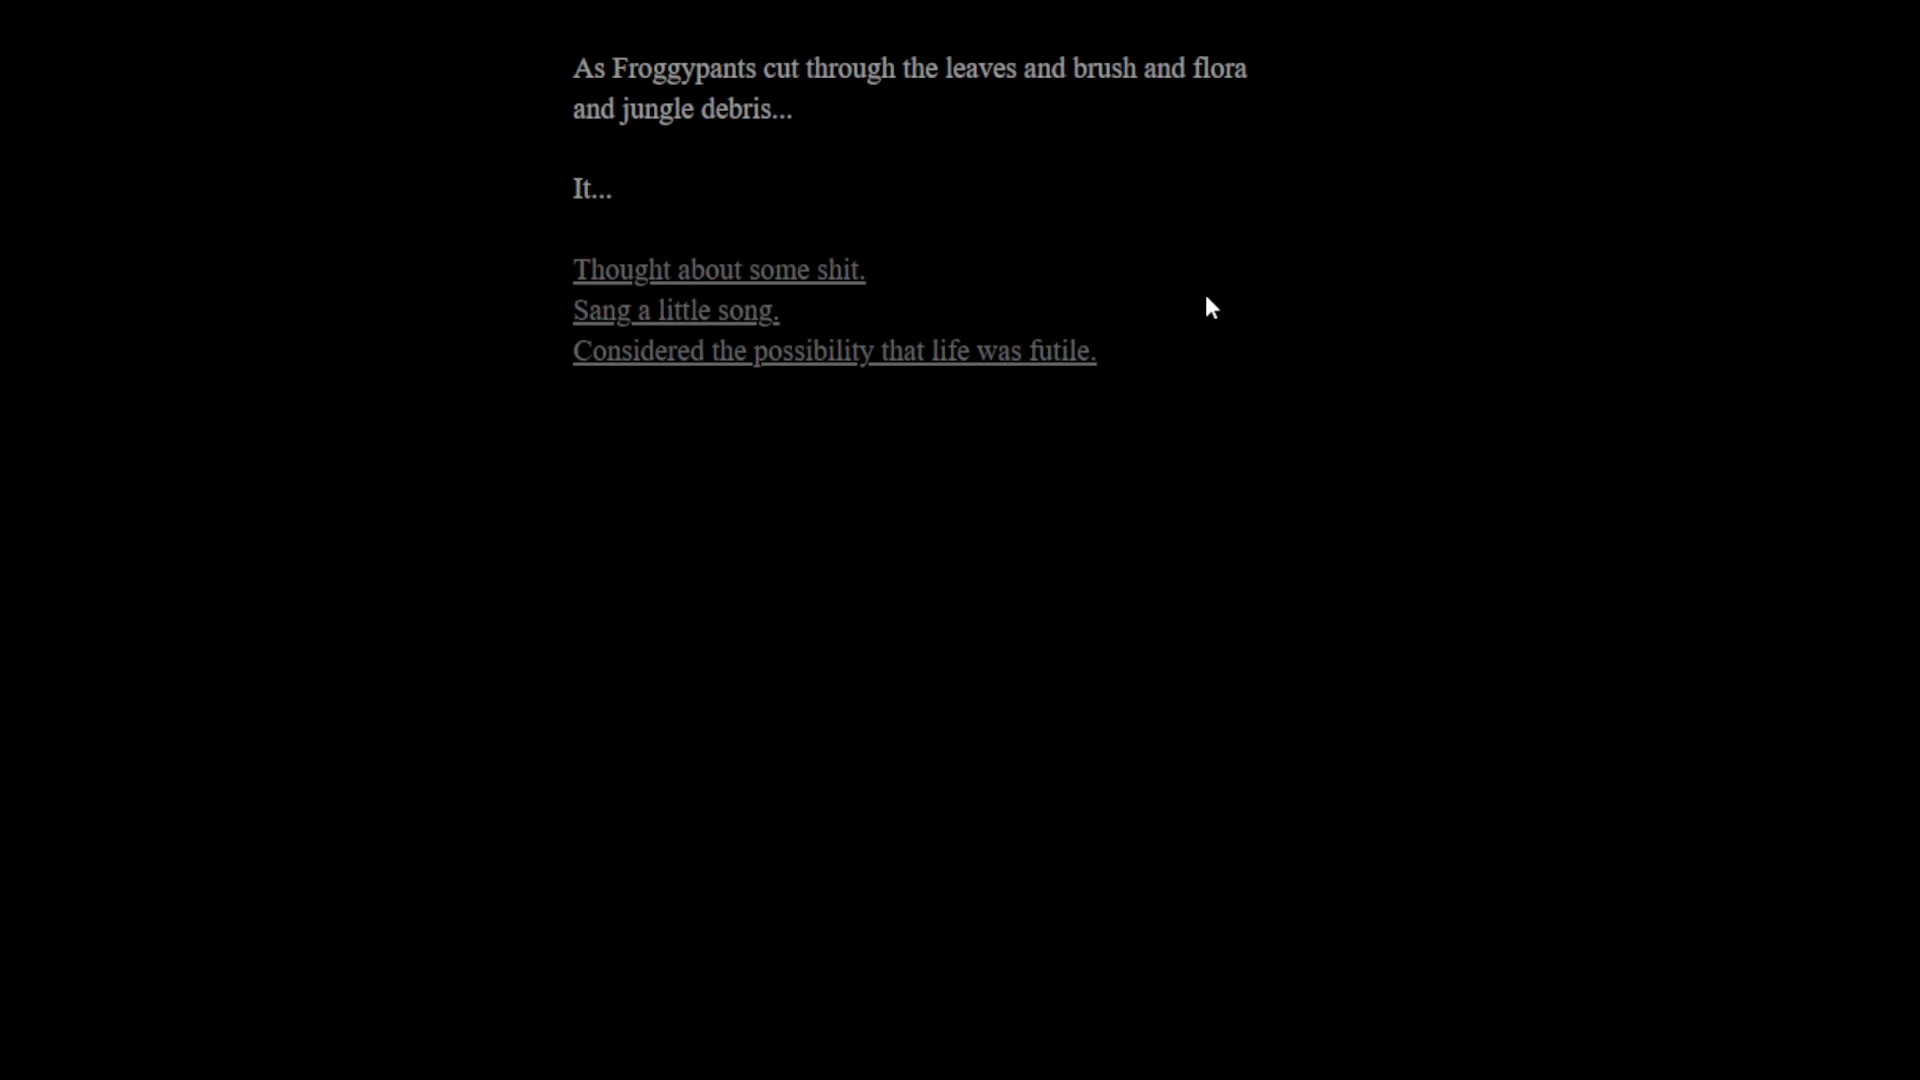 As Froggypants cut through the leaves and brush and flora
and jungle debris...
It...
Thought about some shit.
Sang a little song.
Considered the possibility that life was futile.